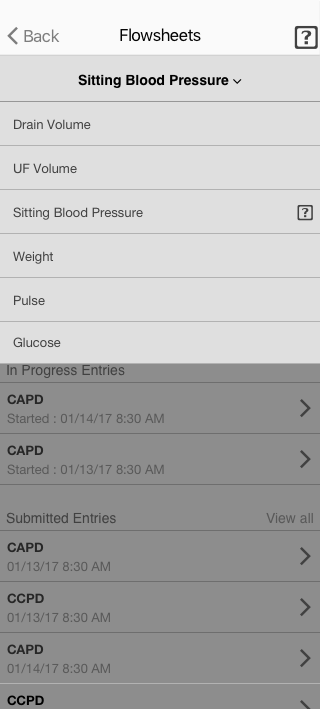 Back
Flowsheets
?
Sitting Blood Pressure
Drain Volume
UF Volume
Sitting Blood Pressure ?
Weight
Pulse
Glucose
In Progress Entries
CAPD
Started : 01/14/17 8:30 AM
CAPD
Started : 01/13/17 8:30 AM
Submitted Entries View all
CAPD
01/13/17 8:30 AM
CCPD
01/13/17 8:30 AM
CAPD
01/14/17 8:30 AM
CCPD